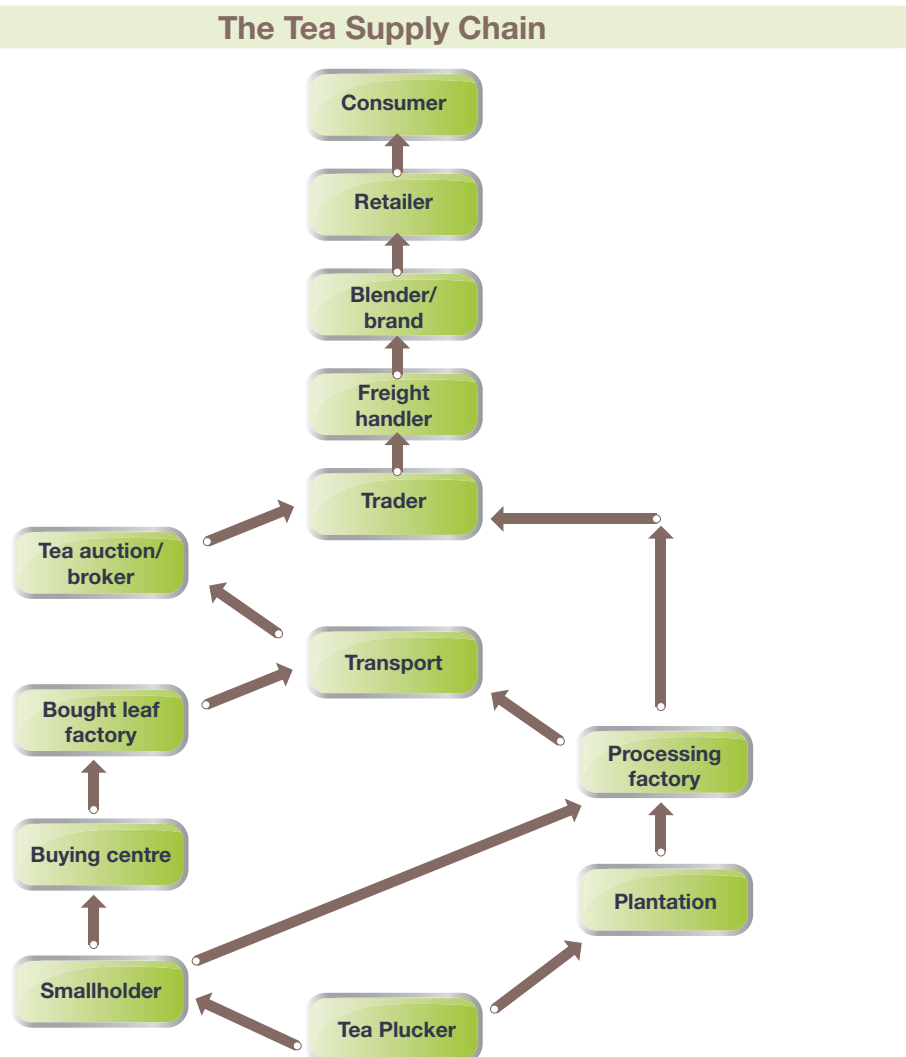 The Tea Supply Chain
Consumer
Retailer
Blender/
brand
Freight
handler
Trader
Tea auction/
broker
Transport
Bought leaf
factory
Processing
factory
Buying centre
Plantation
Smallholder
Tea Plucker